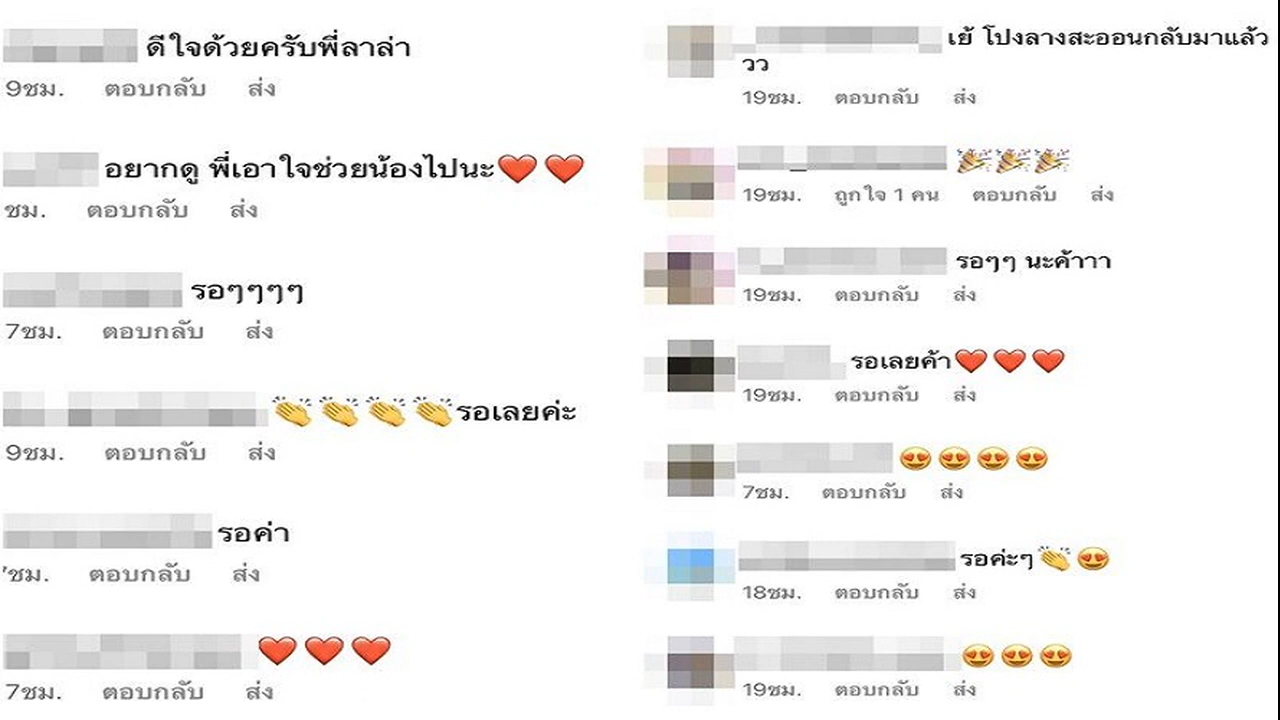 ดีใจด้วยครับพี่ลาล่า
9ชม. ตอบกลับ ส่ง
อยากดู พี่เอาใจช่วยน้องไปนะ❤️❤️
ชม. ตอบกลับ ส่ง
รอๆๆๆๆ
7ชม. ตอบกลับ ส่ง
👏👏👏👏รอเลยค่ะ
9ชม. ตอบกลับ ส่ง
รอค่า
ชม. ตอบกลับ ส่ง
❤️❤️❤️
7ชม. ตอบกลับ ส่ง
เย้ โปงลางสะออนกลับมาแล้ว
วว
19ชม. ตอบกลับ ส่ง
🎉🎉🎉
19ชม. ถูกใจ 1 คน ตอบกลับ ส่ง
รอๆๆ นะค้าาา
19ชม. ตอบกลับ ส่ง
รอเลยค้า❤️❤️❤️
19ชม. ตอบกลับ ส่ง
😍😍😍😍
7ชม. ตอบกลับ ส่ง
รอค่ะๆ👏😍
18ชม. ตอบกลับ ส่ง
😍😍😍
19ชม. ตอบกลับ ส่ง